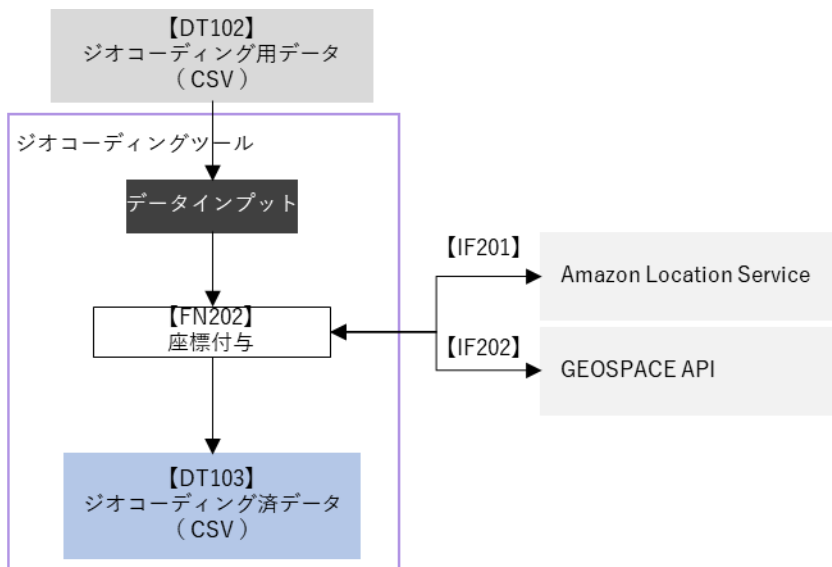 【DT102】
ジオコーディング用データ
（ CSV ）
ジオコーディングツール
データインプット
【FN202】
座標付与
【IF201】
Amazon Location Service
【IF202】
GEOSPACE API
【DT103】
ジオコーディング済データ
（ CSV ）